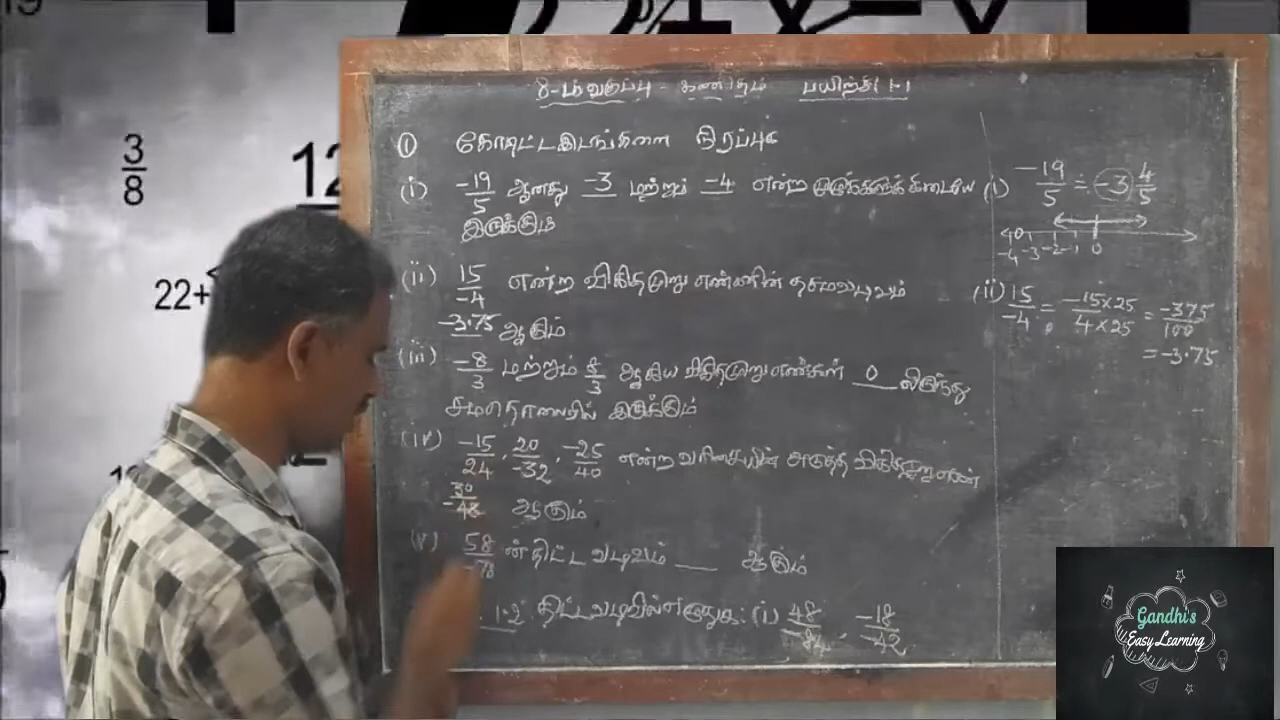 8-ம் வகுப்பு - கணிதம் பயிற்சி 1.1
① கோடிட்ட இடங்களை நிரப்புக
(i) -19/5 ஆனது -3 மற்றும் -4 என்ற முழுக்களுக்கிடையே
இருக்கும்
(ii) 15/-4 என்ற விகிதமுறு எண்ணின் தசம வடிவம்
-3.75 ஆகும்
(iii) -8/3 மற்றும் 8/3 ஆகிய விகிதமுறு எண்கள் 0 லிருந்து
சமதொலைவில் இருக்கும்
(iv) -15/24, 20/-32, -25/40 என்ற வரிசையின் அடுத்த விகிதமுறு எண்
30/-48 ஆகும்
(v) 58/-78 ன் திட்ட வடிவம் ___ ஆகும்
1.2 திட்ட வடிவில் எழுதுக: (i) 48/-84, -18/-42
(i) -19/5 = -3 4/5
-4 -3 -2 -1 0
(ii) 15/-4 = -15×25/4×25 = -375/100
= -3.75
3/8
12
22+
Gandhi's
Easy Learning